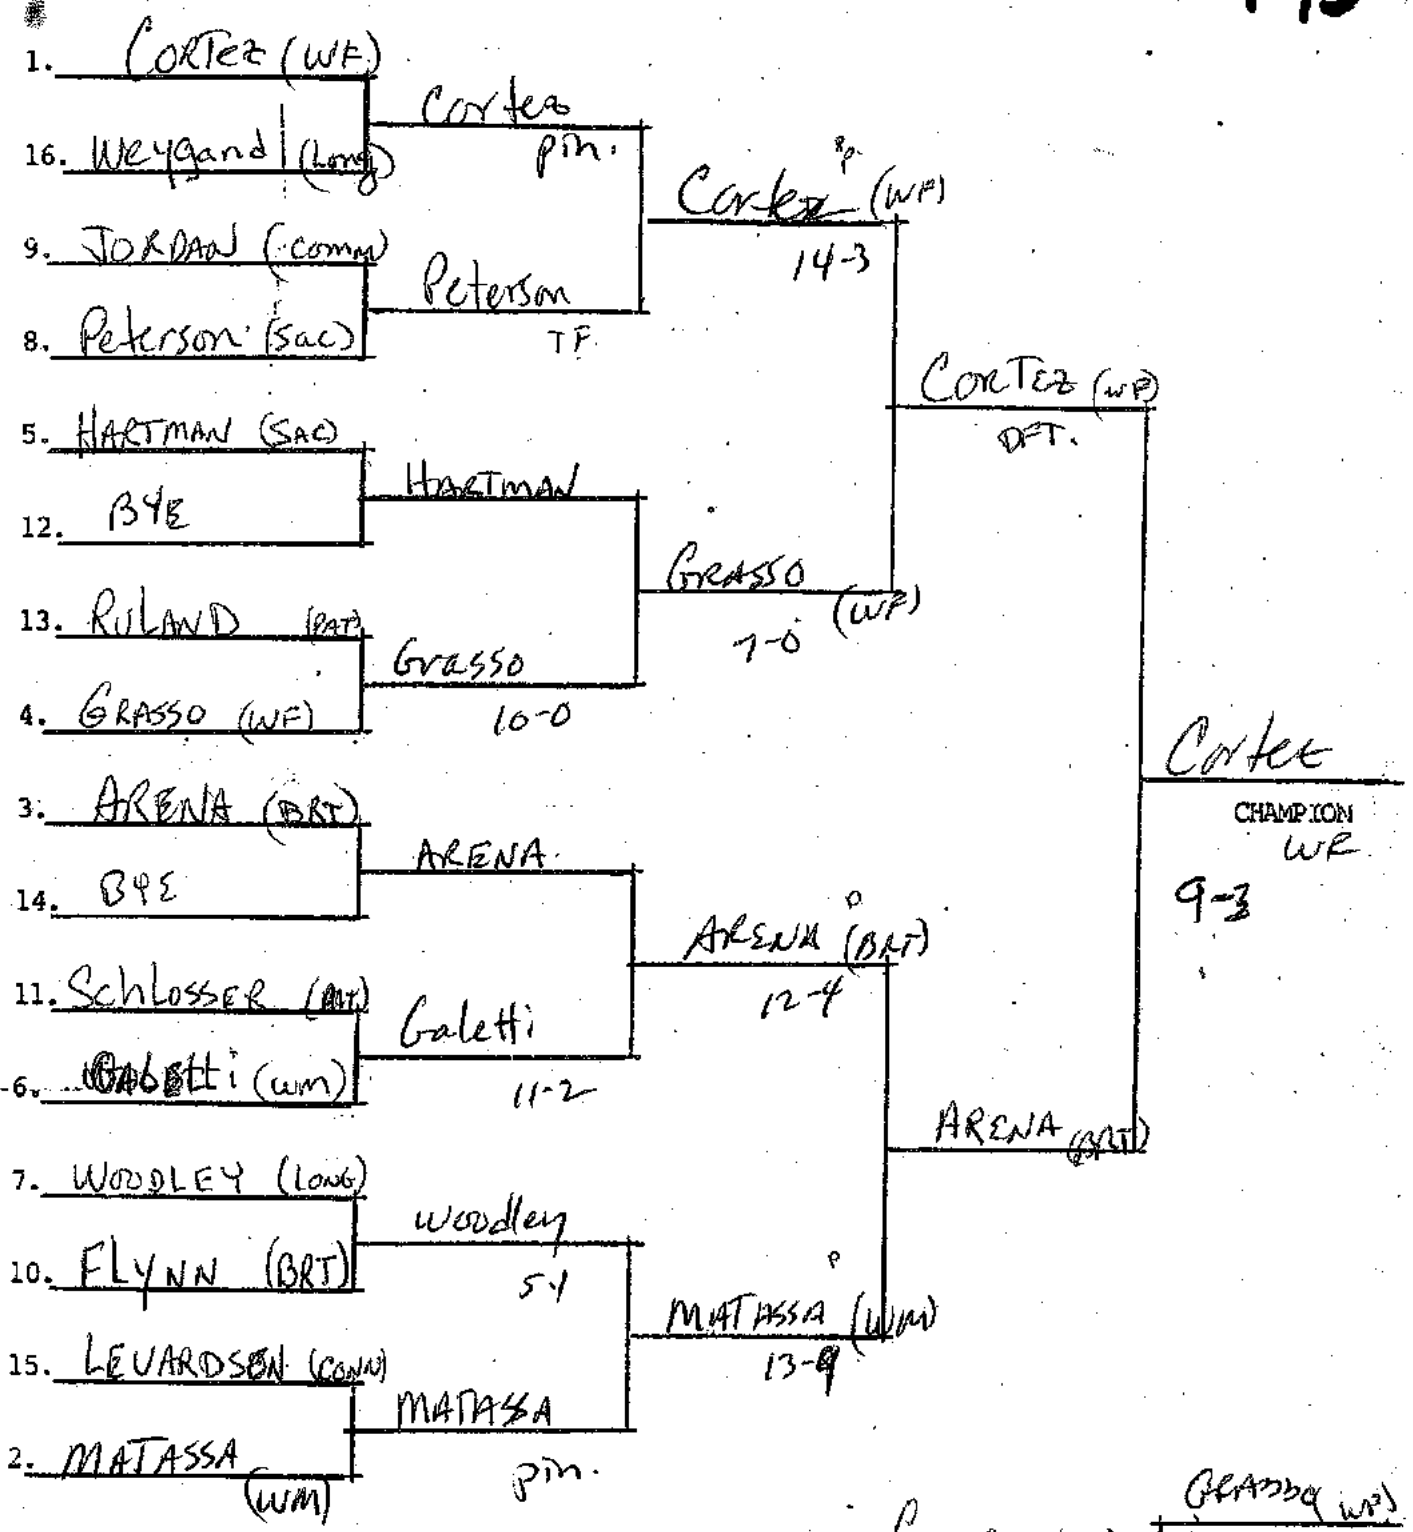 1. CORTEZ (WF)
16. Weygand (Long)
9. JORDAN (Comm)
8. Peterson (Sac)
5. HARTMAN (SAC)
12. BYE
13. RULAND (PAT)
4. GRASSO (WF)
3. ARENA (BRT)
14. BYE
11. SCHLOSSER (PAT)
6. Galetti (WM)
7. WOODLEY (LONG)
10. FLYNN (BRT)
15. LEVARDSEN (CONN)
2. MATASSA (WM)
Cortez
pin.
Peterson
TF
HARTMAN
Grasso
10-0
ARENA
Galetti
11-2
Woodley
5-4
MATASSA
pin.
Cortez (WF)
14-3
GRASSO (WF)
7-0
ARENA (BRT)
12-4
MATASSA (WM)
13-9
CORTEZ (WF)
DFT.
ARENA (BRT)
Cortez
CHAMPION
WF
9-3
GRASSO (WF)